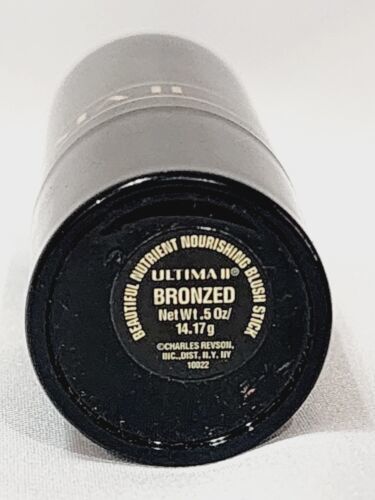 BEAUTIFUL NUTRIENT NOURISHING BLUSH STICK
ULTIMA II®
BRONZED
Net Wt .5 Oz/
14.17g
©CHARLES REVSON,
INC., DIST, N.Y. NY
10022